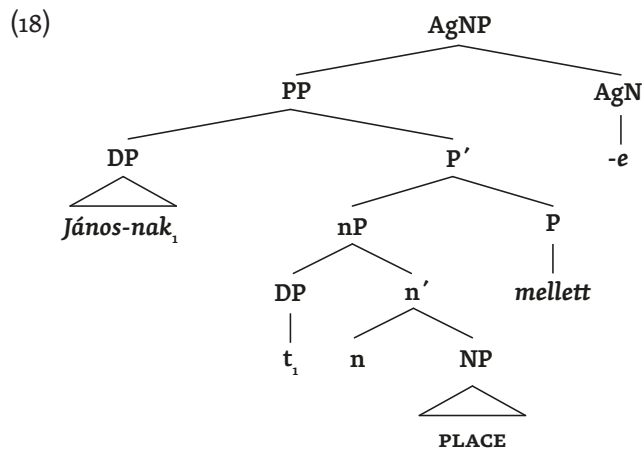 (18)
AgNP
PP AgN
DP P′ -e
János-nak₁ nP P
DP n′ mellett
t₁ n NP
PLACE